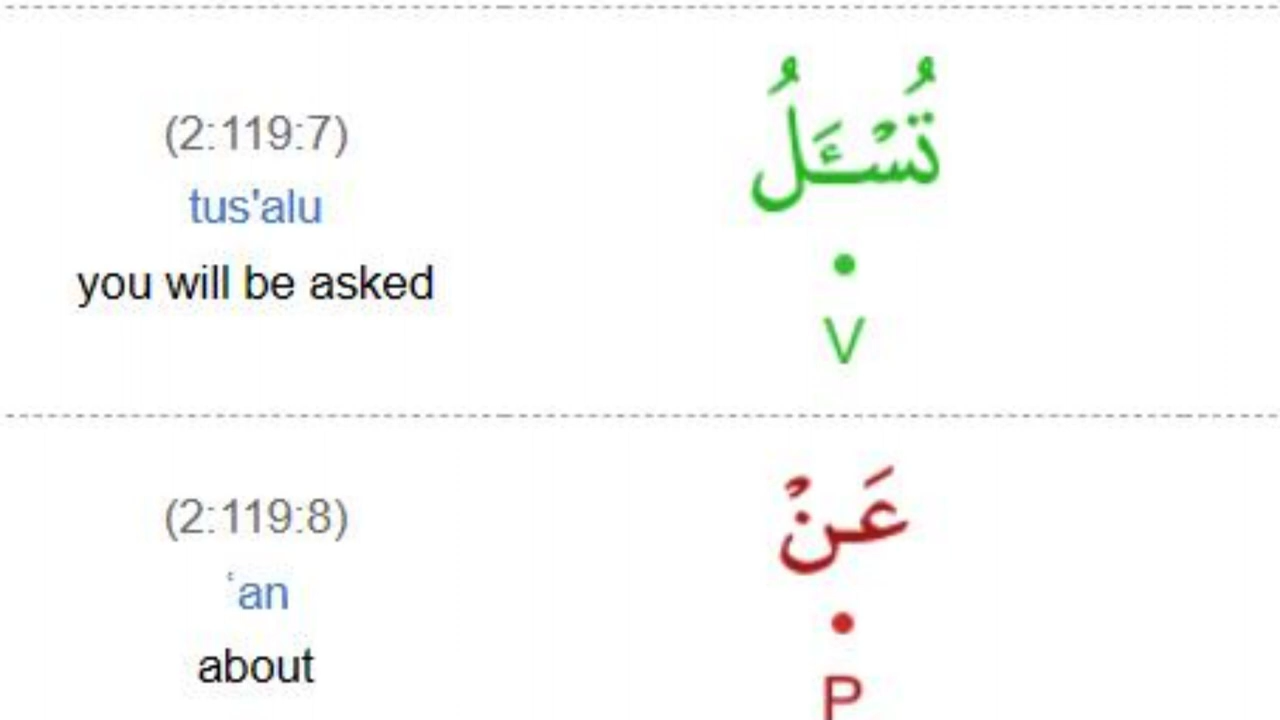 (2:119:7)
tus'alu
you will be asked
تُسْـَٔلُ
V
(2:119:8)
ʿan
about
عَنْ
P